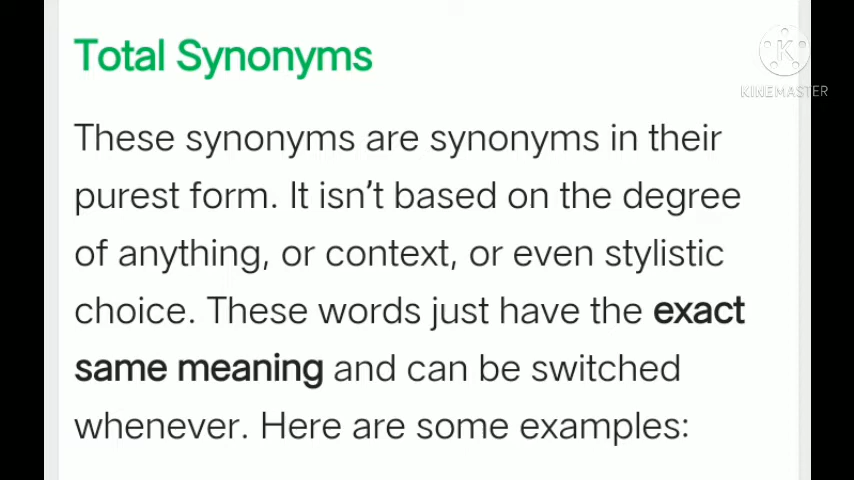 Total Synonyms
K
KINEMASTER
These synonyms are synonyms in their
purest form. It isn't based on the degree
of anything, or context, or even stylistic
choice. These words just have the exact
same meaning and can be switched
whenever. Here are some examples: